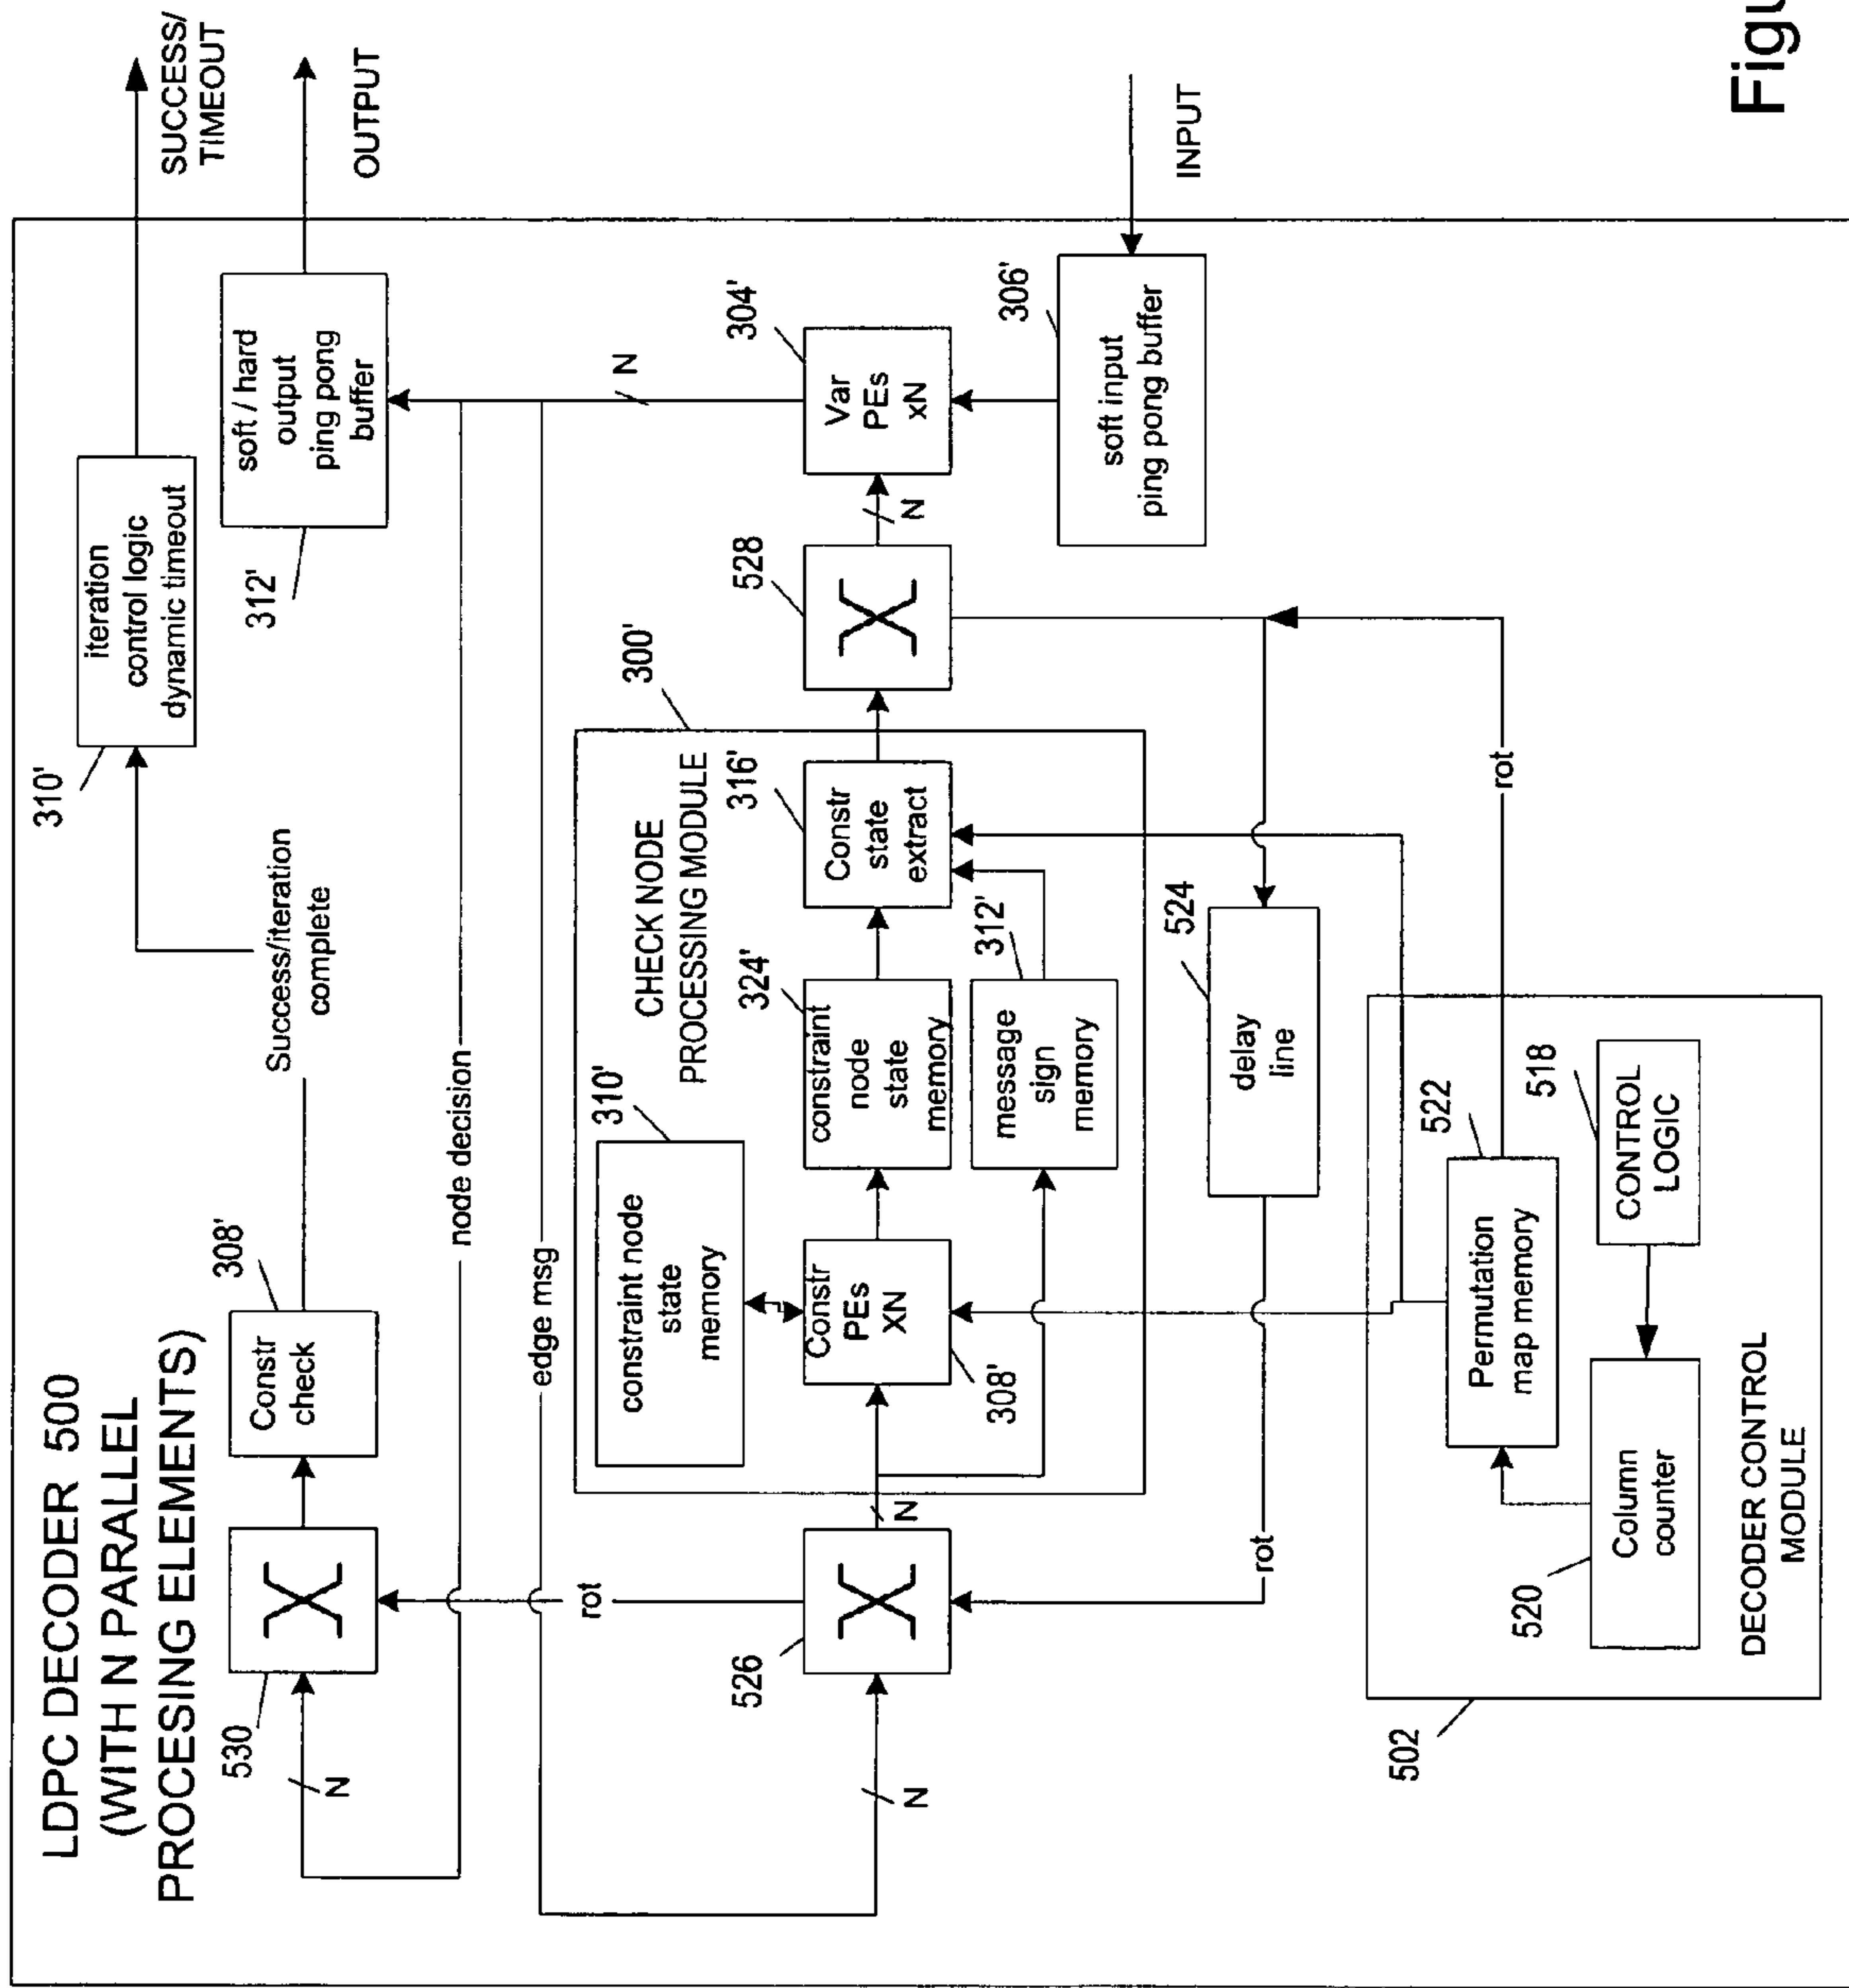 LDPC DECODER 500
(WITH N PARALLEL
PROCESSING ELEMENTS)
530
N
Constr
check
308'
Success/iteration
complete
310'
iteration
control logic
dynamic timeout
SUCCESS/
TIMEOUT
312'
soft / hard
output
ping pong
buffer
OUTPUT
node decision
edge msg
rot
N
526
N
N
constraint node
state
memory
310'
CHECK NODE
PROCESSING MODULE
300'
Constr
PEs
XN
308'
324'
constraint
node
state
memory
312'
message
sign
memory
316'
Constr
state
extract
528
N
304'
Var
PEs
xN
306'
soft input
ping pong buffer
INPUT
524
delay
line
rot
rot
502
520
Column
counter
522
Permutation
map memory
518
CONTROL
LOGIC
DECODER CONTROL
MODULE